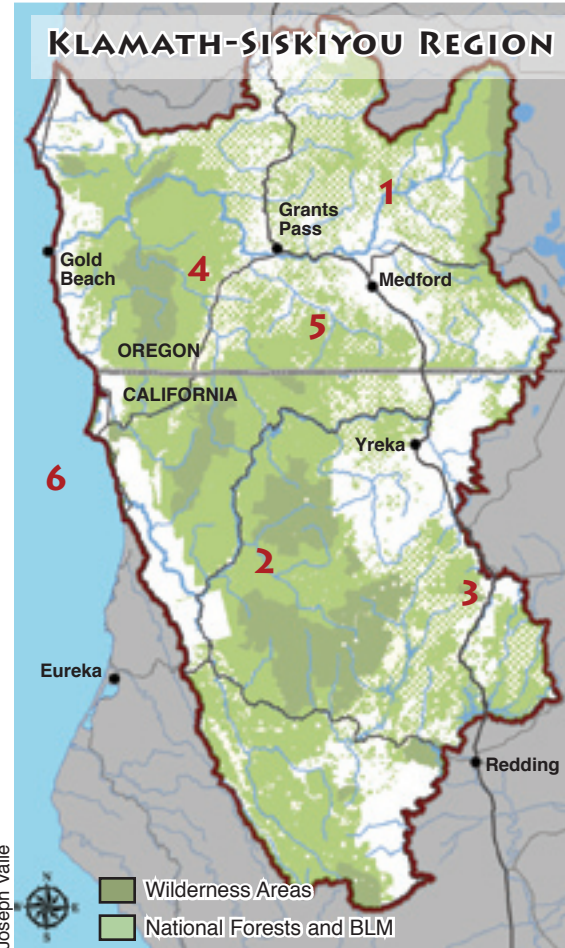 KLAMATH-SISKIYOU REGION
1
Grants
Pass
Gold
Beach
4
Medford
5
OREGON
CALIFORNIA
Yreka
6
2
3
Eureka
Redding
Joseph Vaile
N
E
S
Wilderness Areas
National Forests and BLM